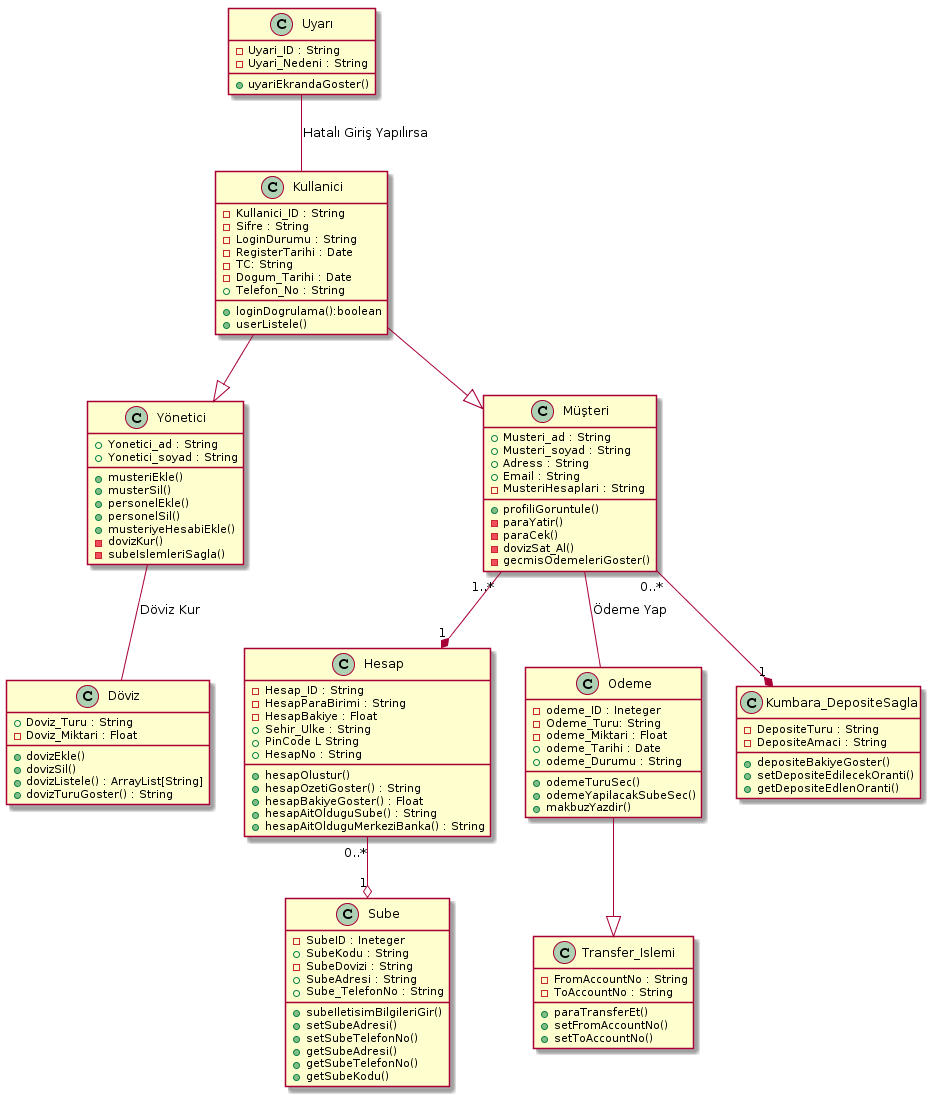 C Uyarı
Uyari_ID : String
Uyari_Nedeni : String
uyariEkrandaGoster()
Hatalı Giriş Yapılırsa
C Kullanici
Kullanici_ID : String
Sifre : String
LoginDurumu : String
RegisterTarihi : Date
TC: String
Dogum_Tarihi : Date
Telefon_No : String
loginDogrulama():boolean
userListele()
C Yönetici
Yonetici_ad : String
Yonetici_soyad : String
musteriEkle()
musterSil()
personelEkle()
personelSil()
musteriyeHesabiEkle()
dovizKur()
subeIslemleriSagla()
C Müşteri
Musteri_ad : String
Musteri_soyad : String
Adress : String
Email : String
MusteriHesaplari : String
profiliGoruntule()
paraYatir()
paraCek()
dovizSat_Al()
gecmisOdemeleriGoster()
Döviz Kur
1..*
1
Ödeme Yap
0..*
1
C Döviz
Doviz_Turu : String
Doviz_Miktari : Float
dovizEkle()
dovizSil()
dovizListele() : ArrayList[String]
dovizTuruGoster() : String
C Hesap
Hesap_ID : String
HesapParaBirimi : String
HesapBakiye : Float
Sehir_Ulke : String
PinCode L String
HesapNo : String
hesapOlustur()
hesapOzetiGoster() : String
hesapBakiyeGoster() : Float
hesapAitOlduguSube() : String
hesapAitOlduguMerkeziBanka() : String
C Odeme
odeme_ID : Ineteger
Odeme_Turu: String
odeme_Miktari : Float
odeme_Tarihi : Date
odeme_Durumu : String
odemeTuruSec()
odemeYapilacakSubeSec()
makbuzYazdir()
C Kumbara_DepositeSagla
DepositeTuru : String
DepositeAmaci : String
depositeBakiyeGoster()
setDepositeEdilecekOranti()
getDepositeEdlenOranti()
0..*
1
C Sube
SubeID : Ineteger
SubeKodu : String
SubeDovizi : String
SubeAdresi : String
Sube_TelefonNo : String
subeIletisimBilgileriGir()
setSubeAdresi()
setSubeTelefonNo()
getSubeAdresi()
getSubeTelefonNo()
getSubeKodu()
C Transfer_Islemi
FromAccountNo : String
ToAccountNo : String
paraTransferEt()
setFromAccountNo()
setToAccountNo()